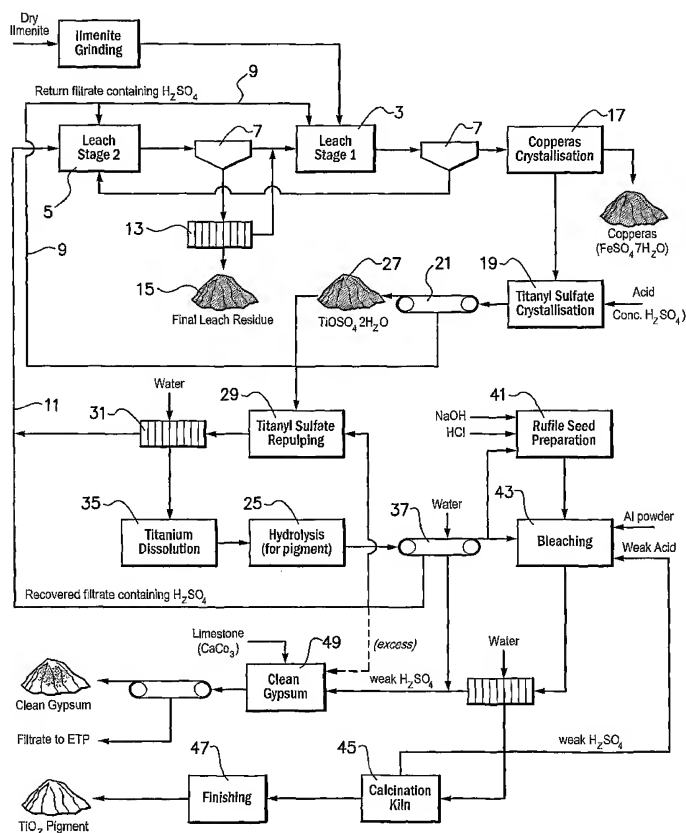 Dry
Ilmenite
Ilmenite
Grinding
Return filtrate containing H₂SO₄
9
3
17
Leach
Stage 2
7
Leach
Stage 1
7
Copperas
Crystallisation
5
13
9
Copperas
(FeSO₄ 7H₂O)
15
Final Leach Residue
27
TiOSO₄ 2H₂O
21
19
Titanyl Sulfate
Crystallisation
Acid
Conc. H₂SO₄)
11
Water
31
29
Titanyl Sulfate
Repulping
NaOH
HCl
41
Rufile Seed
Preparation
35
Titanium
Dissolution
25
Hydrolysis
(for pigment)
37
Water
43
Bleaching
Al powder
Weak Acid
Recovered filtrate containing H₂SO₄
Limestone
(CaCo₃)
49
(excess)
Water
Clean Gypsum
Clean
Gypsum
weak H₂SO₄
Filtrate to ETP
47
45
weak H₂SO₄
TiO₂ Pigment
Finishing
Calcination
Kiln